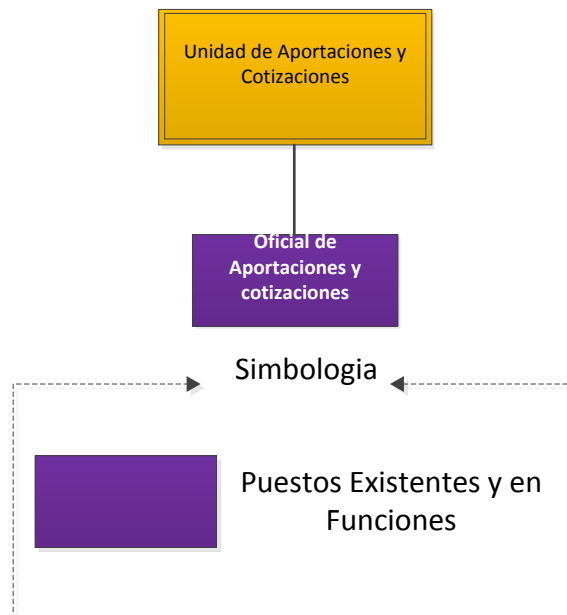 Unidad de Aportaciones y
Cotizaciones
Oficial de
Aportaciones y
cotizaciones
Simbologia
Puestos Existentes y en
Funciones